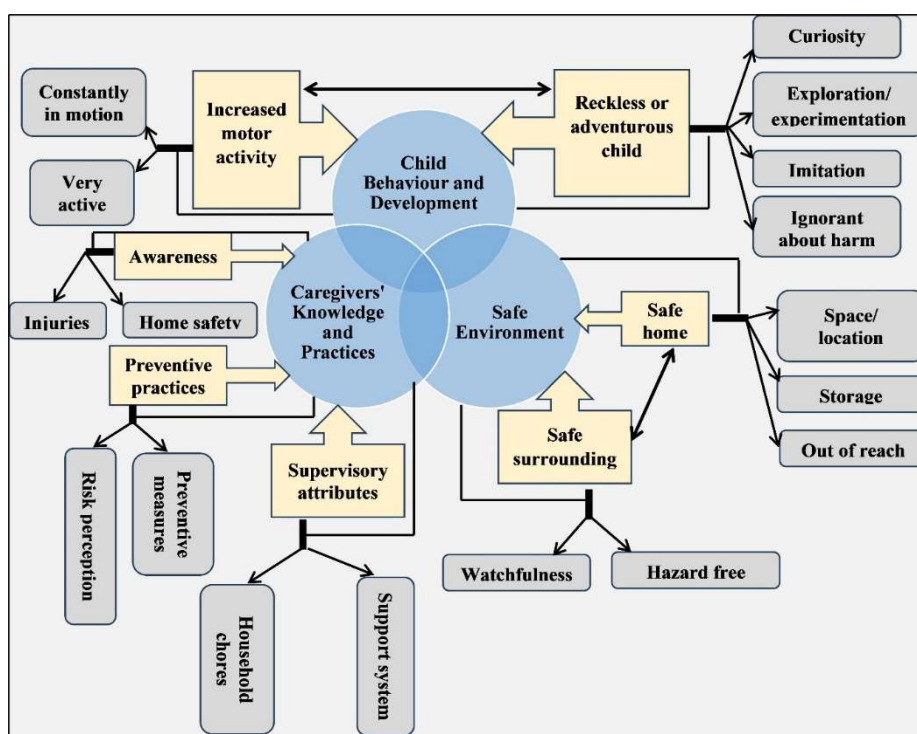 Curiosity
Constantly
in motion
Increased
motor
activity
Reckless or
adventurous
child
Exploration/
experimentation
Child
Behaviour and
Development
Very
active
Imitation
Ignorant
about harm
Awareness
Injuries
Home safety
Caregivers'
Knowledge
and
Practices
Safe
Environment
Safe
home
Space/
location
Preventive
practices
Storage
Out of reach
Safe
surrounding
Supervisory
attributes
Risk perception
Preventive
measures
Watchfulness
Hazard free
Household
chores
Support system